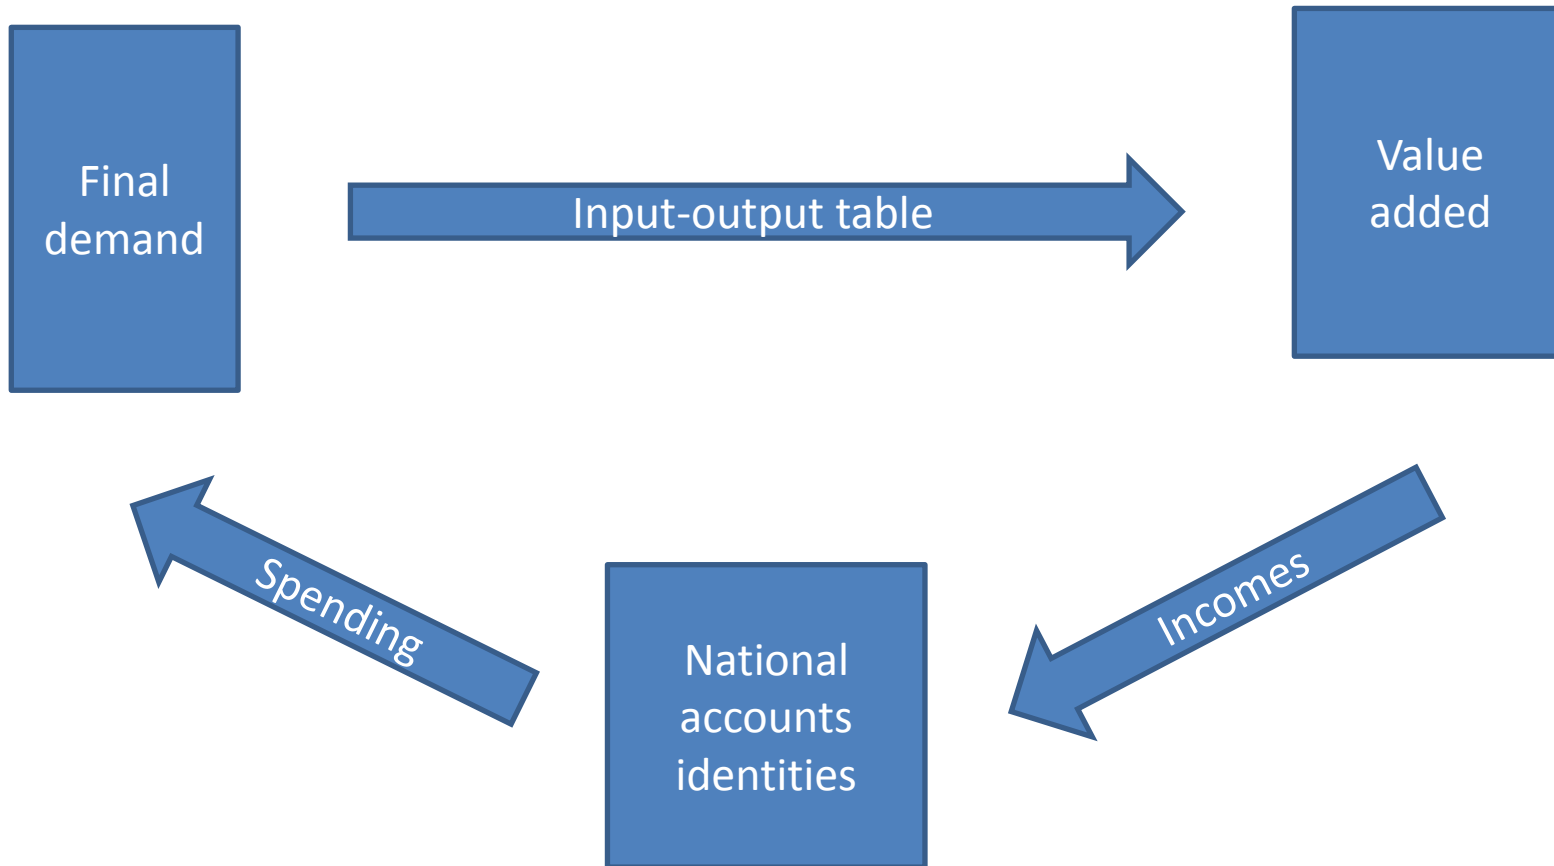 Final
demand
Input-output table
Value
added
Spending
Incomes
National
accounts
identities